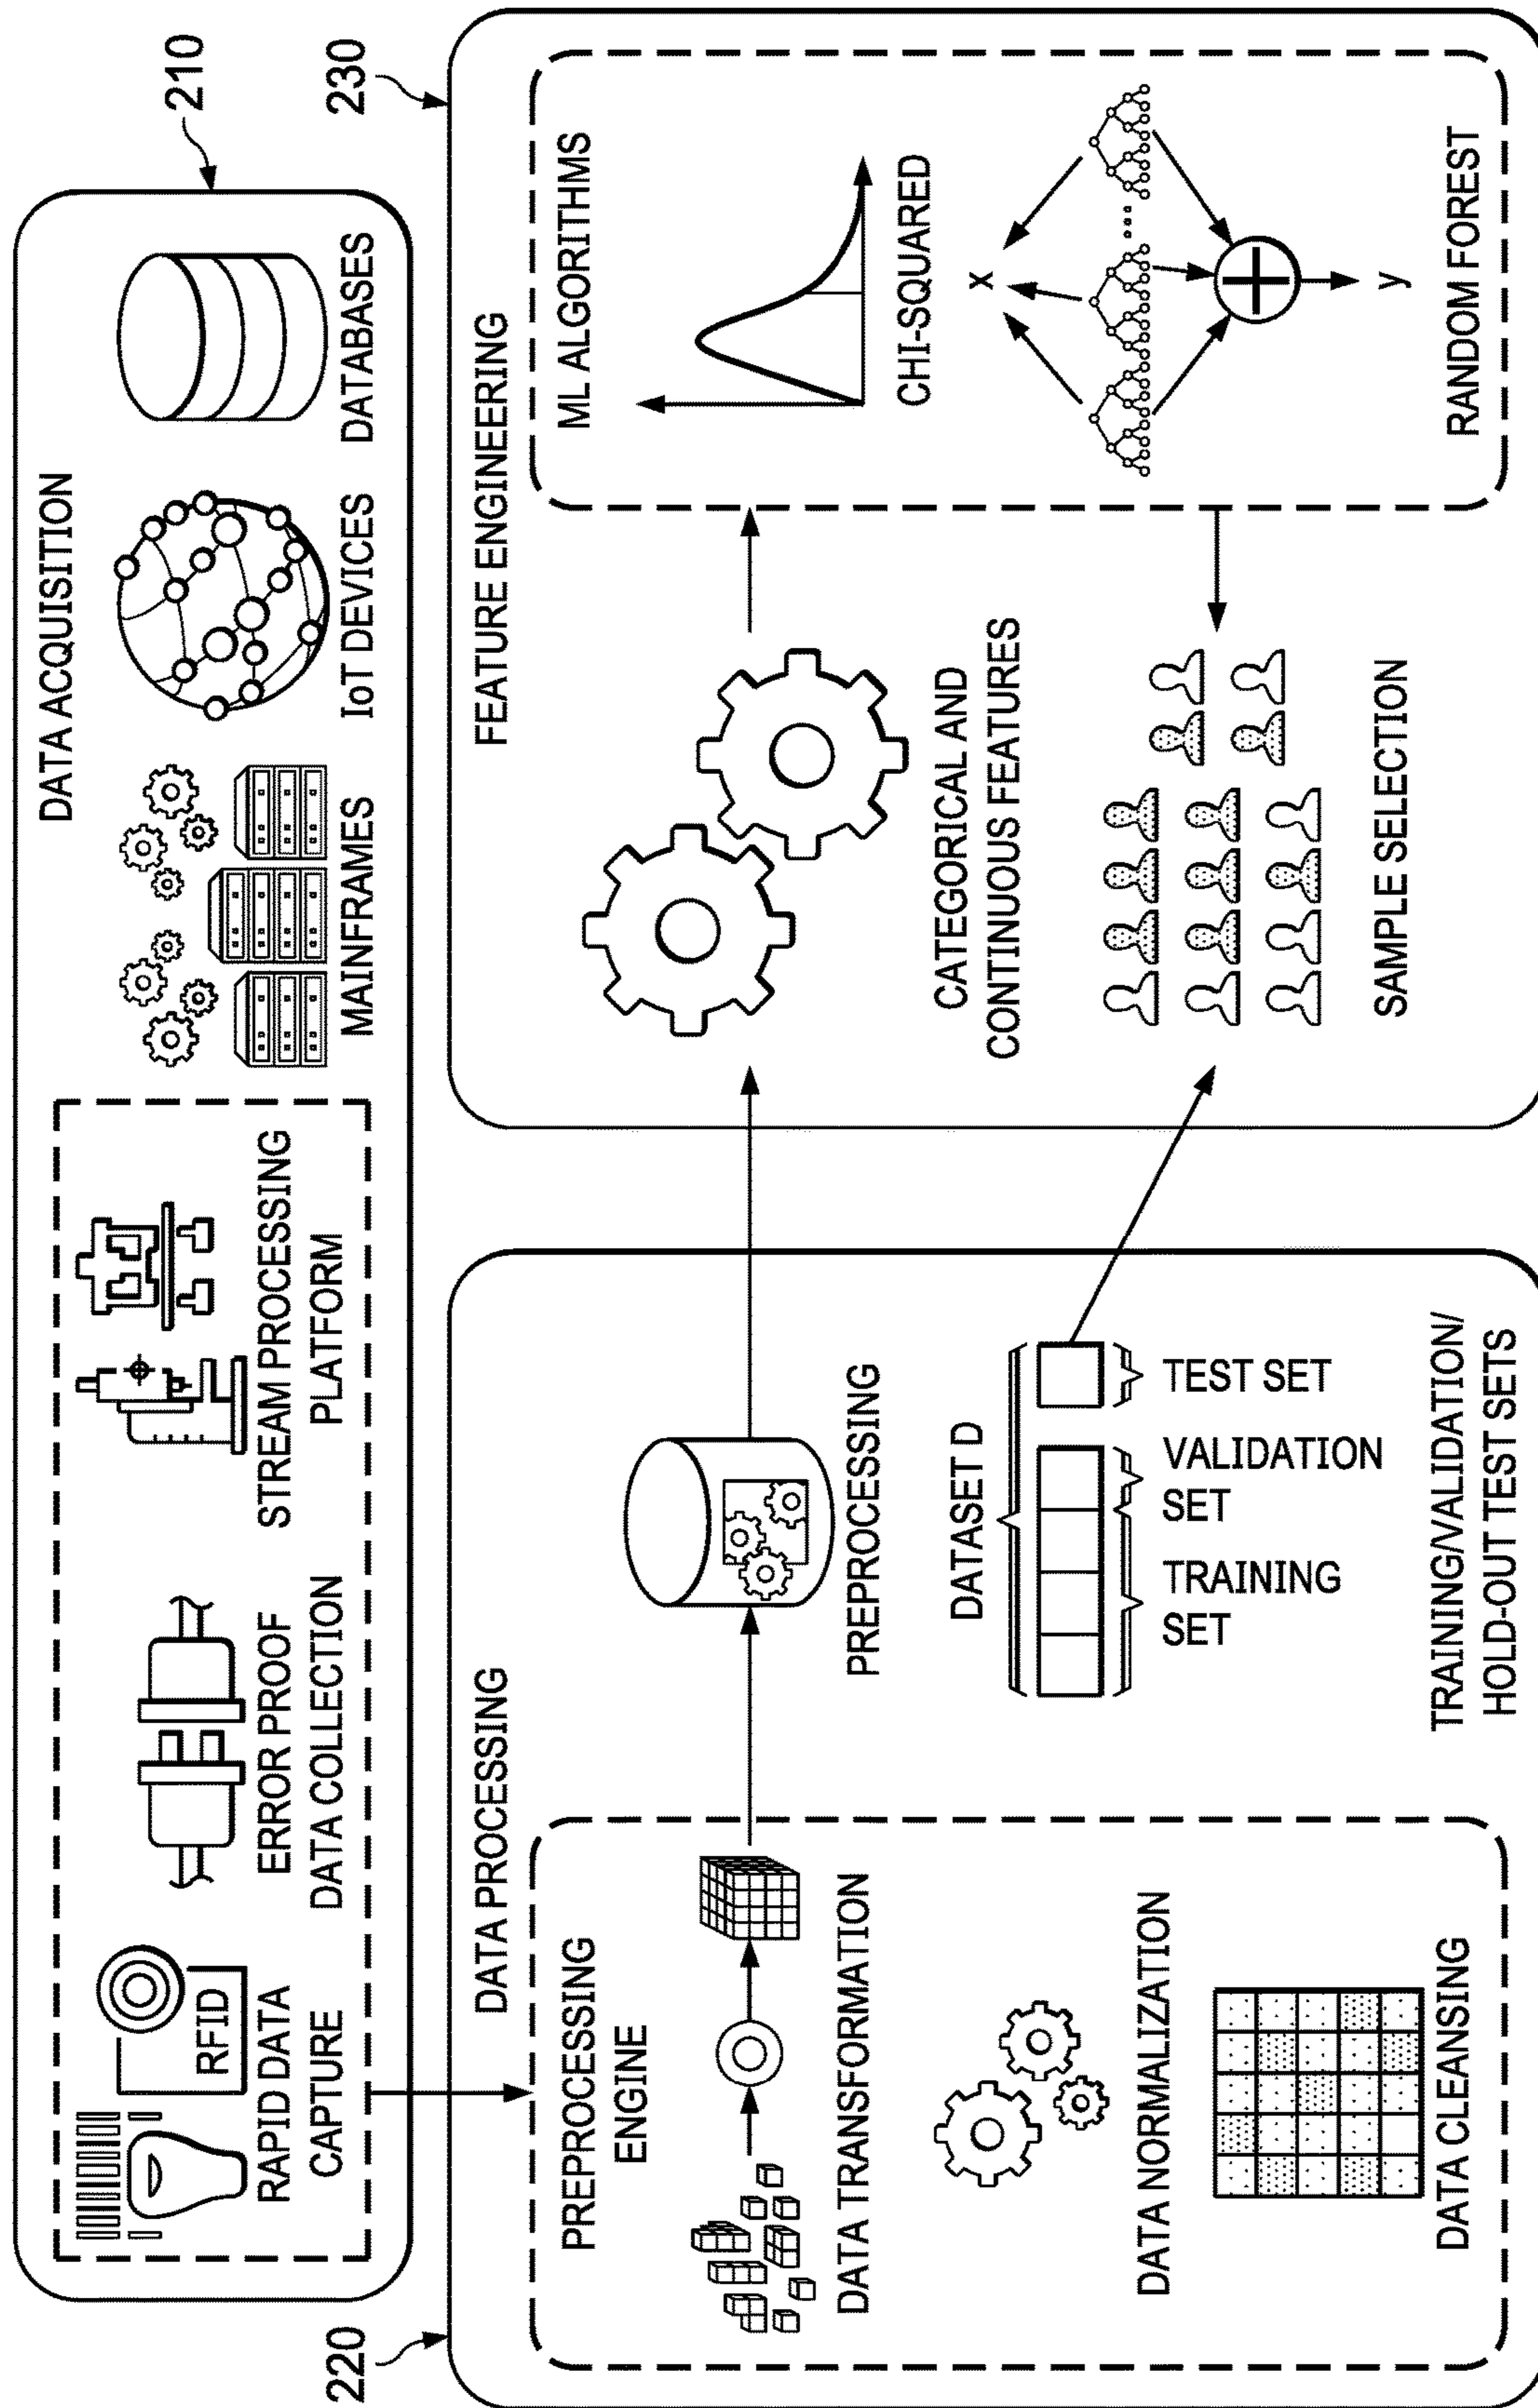 210
DATA ACQUISITION
RFID
RAPID DATA
CAPTURE
ERROR PROOF
DATA COLLECTION
STREAM PROCESSING
PLATFORM
MAINFRAMES
IoT DEVICES
DATABASES
220
DATA PROCESSING
PREPROCESSING
ENGINE
DATA TRANSFORMATION
DATA NORMALIZATION
DATA CLEANSING
PREPROCESSING
DATASET D
TRAINING
SET
VALIDATION
SET
TEST SET
TRAINING/VALIDATION/
HOLD-OUT TEST SETS
230
FEATURE ENGINEERING
CATEGORICAL AND
CONTINUOUS FEATURES
SAMPLE SELECTION
ML ALGORITHMS
CHI-SQUARED
x
...
y
RANDOM FOREST